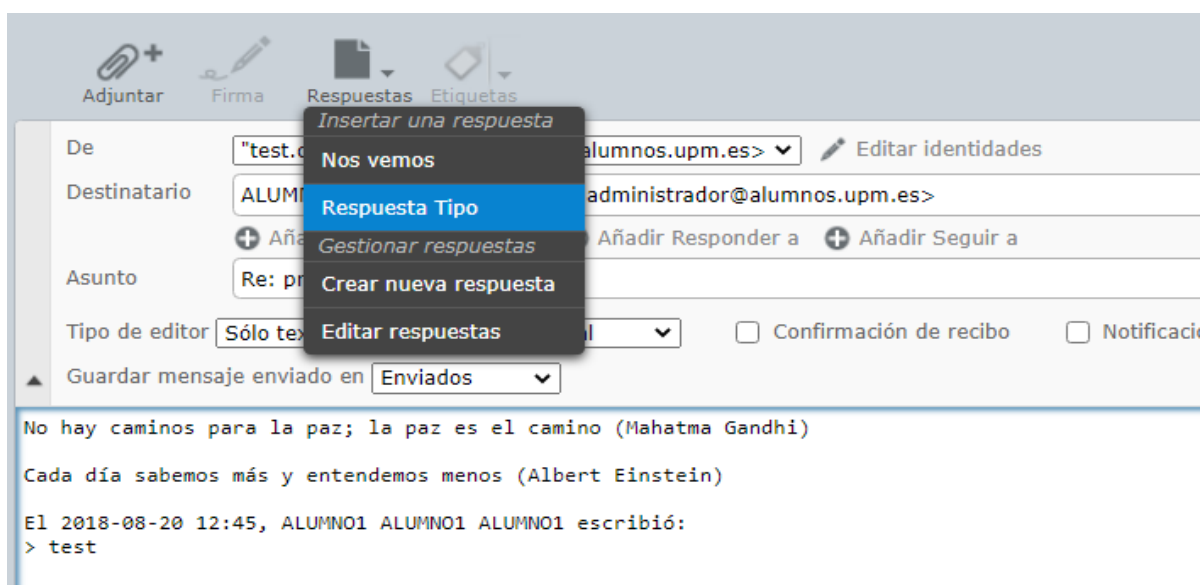 Adjuntar Firma Respuestas Etiquetas
Insertar una respuesta
De "test. alumnos.upm.es> Editar identidades
Nos vemos
Destinatario ALUM administrador@alumnos.upm.es>
Respuesta Tipo
Aña Añadir Responder a Añadir Seguir a
Gestionar respuestas
Asunto Re: pr
Crear nueva respuesta
Tipo de editor Sólo tex Confirmación de recibo Notificaci
Editar respuestas
Guardar mensaje enviado en Enviados
No hay caminos para la paz; la paz es el camino (Mahatma Gandhi)
Cada día sabemos más y entendemos menos (Albert Einstein)
El 2018-08-20 12:45, ALUMNO1 ALUMNO1 ALUMNO1 escribió:
> test